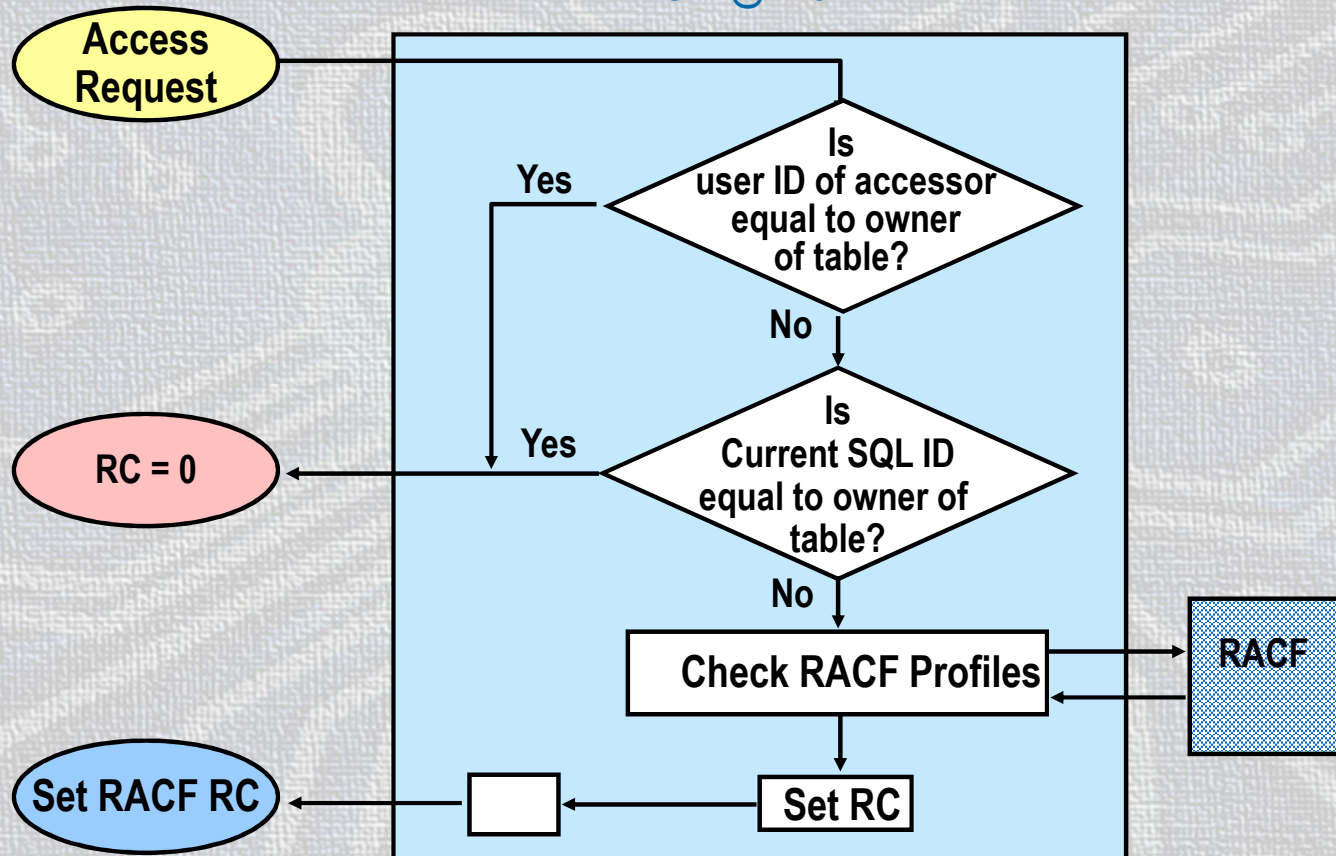 Access
Request
Is
user ID of accessor
equal to owner
of table?
Yes
No
Is
Current SQL ID
equal to owner of
table?
Yes
RC = 0
No
Check RACF Profiles
RACF
Set RC
Set RACF RC